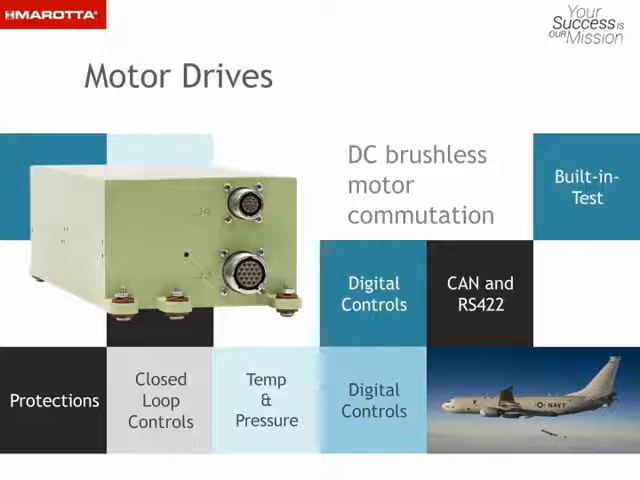 MAROTTA
Your
Success is
OUR Mission
Motor Drives
DC brushless
motor
commutation
Built-in-
Test
J4
Digital
Controls
CAN and
RS422
Protections
Closed
Loop
Controls
Temp
&
Pressure
Digital
Controls
NAVY